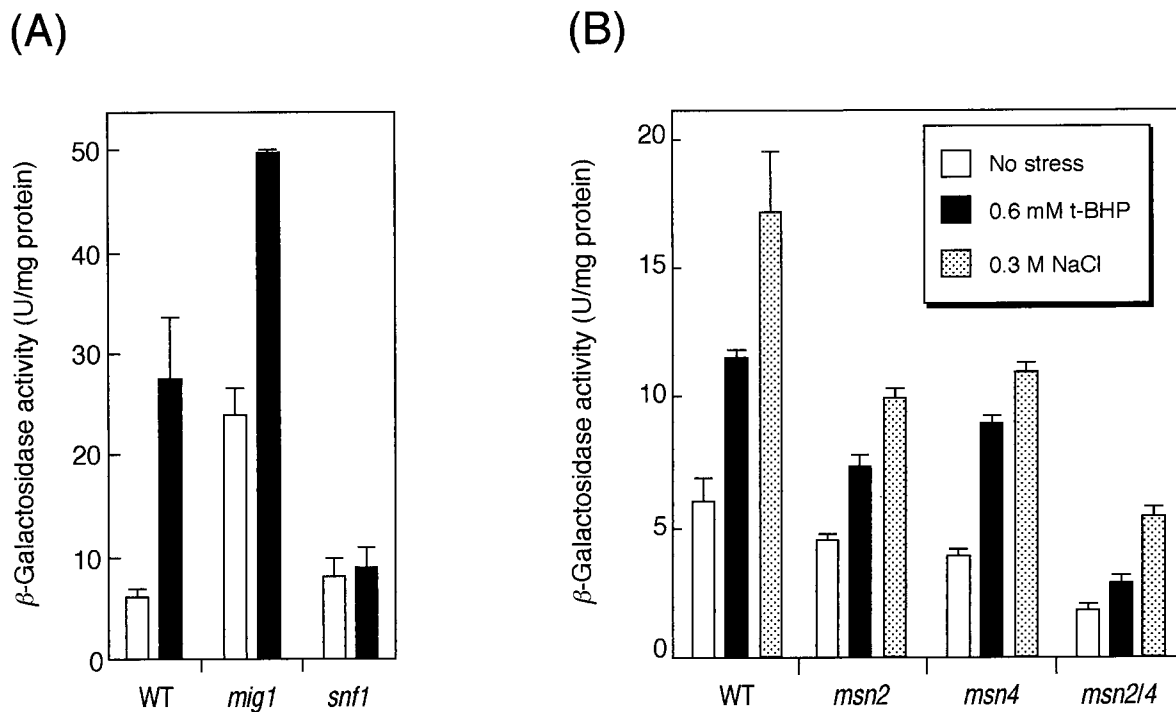 (A)
(B)
β-Galactosidase activity (U/mg protein)
50
40
30
20
10
0
WT
mig1
snf1
β-Galactosidase activity (U/mg protein)
20
15
10
5
0
No stress
0.6 mM t-BHP
0.3 M NaCl
WT
msn2
msn4
msn2/4